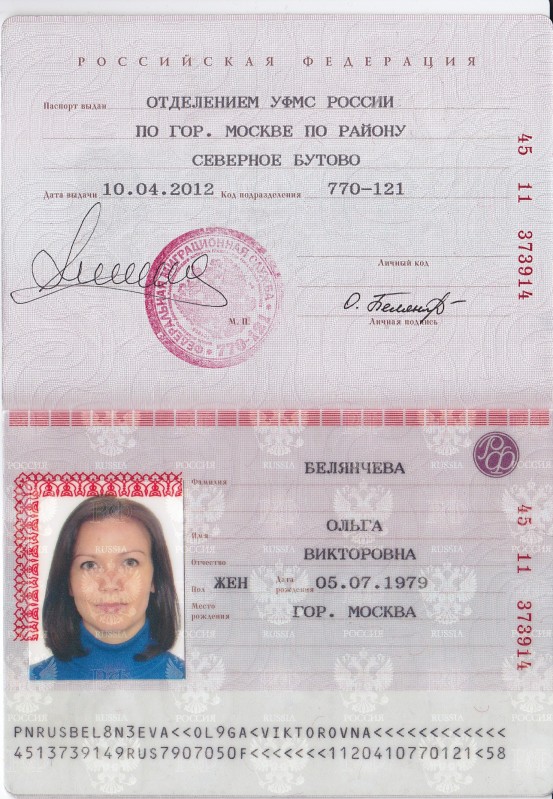 РОССИЙСКАЯ ФЕДЕРАЦИЯ
Паспорт выдан ОТДЕЛЕНИЕМ УФМС РОССИИ
ПО ГОР. МОСКВЕ ПО РАЙОНУ
СЕВЕРНОЕ БУТОВО
Дата выдачи 10.04.2012 Код подразделения 770-121
45 11 373914
ФЕДЕРАЛЬНАЯ МИГРАЦИОННАЯ СЛУЖБА
770-121
Личный код
М. П.
Личная подпись
БЕЛЯНЧЕВА
Фамилия
ОЛЬГА
Имя
ВИКТОРОВНА
Отчество
Пол ЖЕН Дата рождения 05.07.1979
Место рождения ГОР. МОСКВА
45 11 373914
РОССИЯ
RUSSIA
PNRUSBEL8N3EVA<<OL9GA<VIKTOROVNA<<<<<<<<<<<<
4513739149RUS7907050F<<<<<<<1120410770121<58